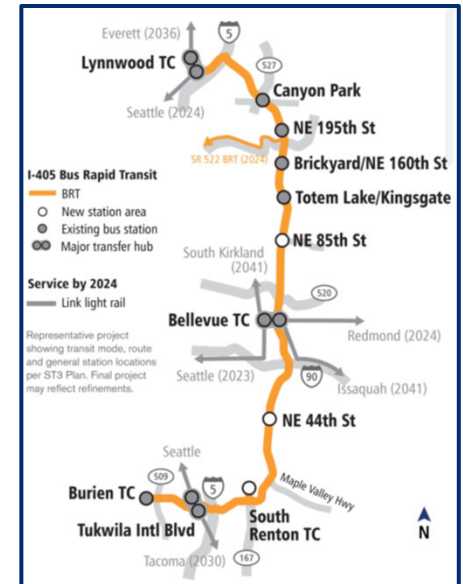 Everett (2036)
5
Lynnwood TC
527
Seattle (2024)
Canyon Park
NE 195th St
SR 522 BRT (2024)
Brickyard/NE 160th St
I-405 Bus Rapid Transit
BRT
New station area
Existing bus station
Major transfer hub
Totem Lake/Kingsgate
NE 85th St
South Kirkland
(2041)
Service by 2024
Link light rail
520
Bellevue TC
Redmond (2024)
Representative project
showing transit mode, route
and general station locations
per ST3 Plan. Final project
may reflect refinements.
Seattle (2023)
90
Issaquah (2041)
NE 44th St
Seattle
509
5
Burien TC
Maple Valley Hwy
Tukwila Intl Blvd
South
Renton TC
Tacoma (2030)
167
N